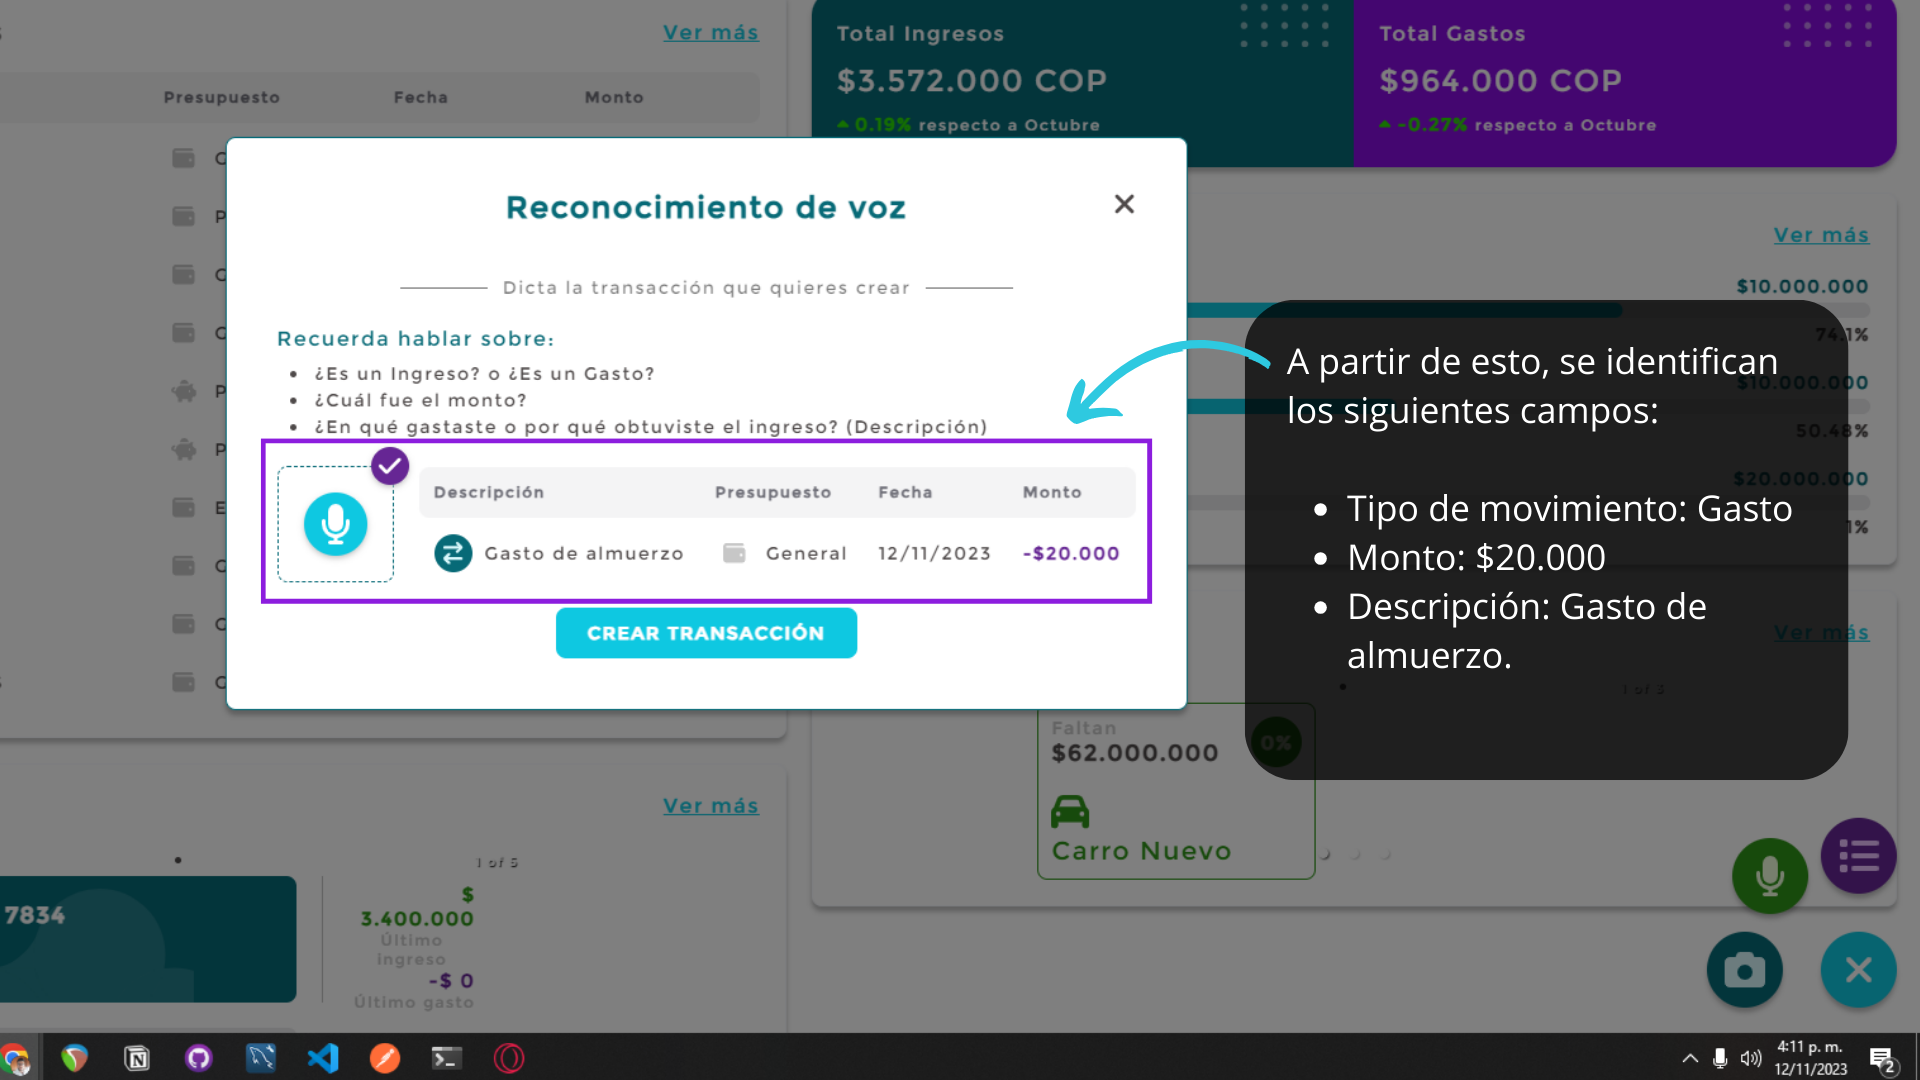 Ver más
Presupuesto Fecha Monto
Total Ingresos
$3.572.000 COP
0.19% respecto a Octubre
Total Gastos
$964.000 COP
-0.27% respecto a Octubre
Reconocimiento de voz
Dicta la transacción que quieres crear
Recuerda hablar sobre:
¿Es un Ingreso? o ¿Es un Gasto?
¿Cuál fue el monto?
¿En qué gastaste o por qué obtuviste el ingreso? (Descripción)
Descripción Presupuesto Fecha Monto
Gasto de almuerzo General 12/11/2023 -$20.000
CREAR TRANSACCIÓN
Ver más
$10.000.000
74.1%
$10.000.000
50.48%
$20.000.000
1%
A partir de esto, se identifican
los siguientes campos:
Tipo de movimiento: Gasto
Monto: $20.000
Descripción: Gasto de
almuerzo.
Ver más
1 of 3
Faltan
$62.000.000
0%
Carro Nuevo
Ver más
1 of 5
7834
$
3.400.000
Último
ingreso
-$ 0
Último gasto
4:11 p. m.
12/11/2023
2